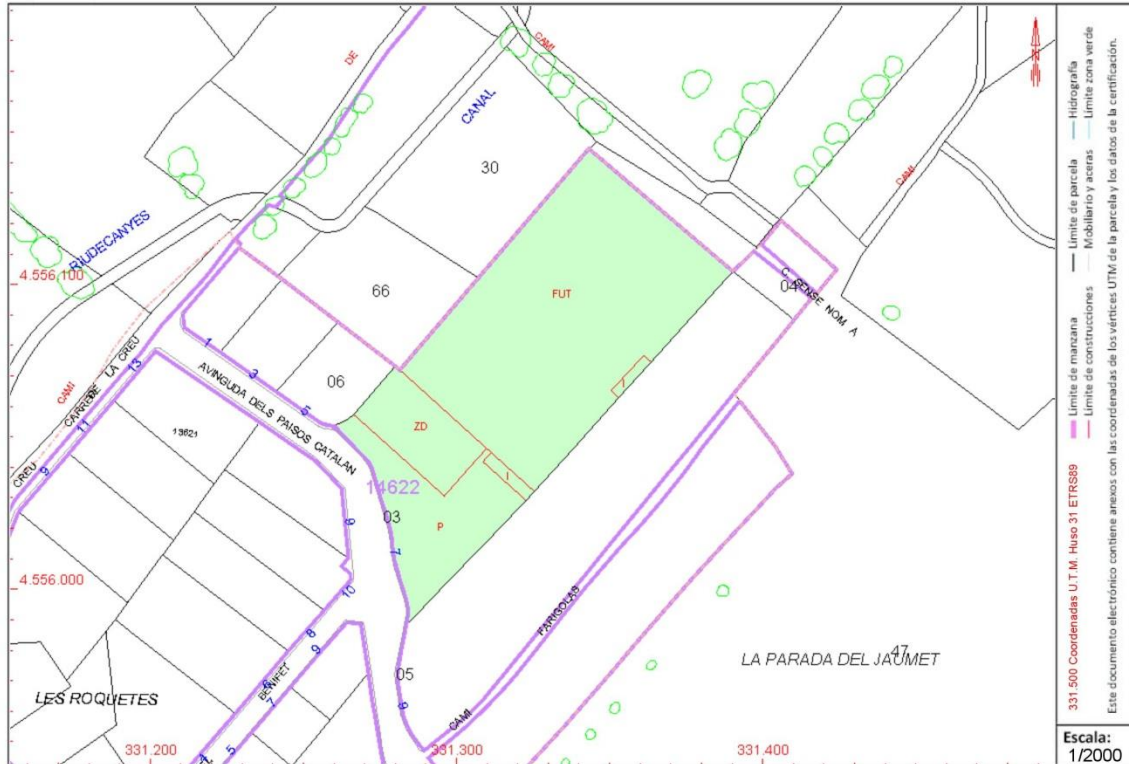 CAMI
DE
CANAL
30
CAMI
RIUDECANYES
4.556.100
C. SENSE NOM A
04
FUT
66
06
1
3
5
AVINGUDA DELS PAISOS CATALAN
13
CARRE DE LA CREU
CAMI
11
9
CREU
13621
ZD
14622
03
P
I
I
7
8
10
4.556.000
8
9
6
BENIFET
7
5
4
05
9
CAMI
FARIGOLAS
47
LA PARADA DEL JAUMET
LES ROQUETES
331.200
331.300
331.400
331.500 Coordenadas U.T.M. Huso 31 ETRS89
Límite de manzana
Límite de parcela
Hidrografía
Límite de construcciones
Mobiliario y aceras
Límite zona verde
Este documento electrónico contiene anexos con las coordenadas de los vértices UTM de la parcela y los datos de la certificación.
Escala:
1/2000